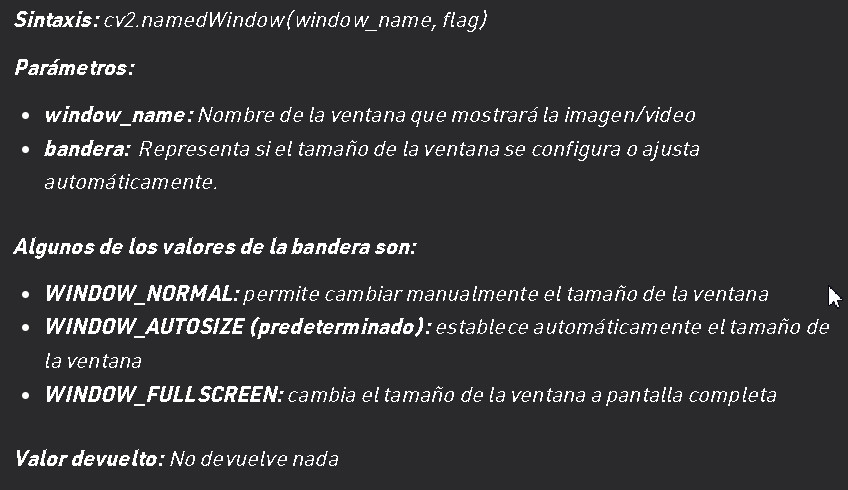 Sintaxis: cv2.namedWindow(window_name, flag)
Parámetros:
• window_name: Nombre de la ventana que mostrará la imagen/video
• bandera: Representa si el tamaño de la ventana se configura o ajusta
automáticamente.
Algunos de los valores de la bandera son:
• WINDOW_NORMAL: permite cambiar manualmente el tamaño de la ventana
• WINDOW_AUTOSIZE (predeterminado): establece automáticamente el tamaño de
la ventana
• WINDOW_FULLSCREEN: cambia el tamaño de la ventana a pantalla completa
Valor devuelto: No devuelve nada